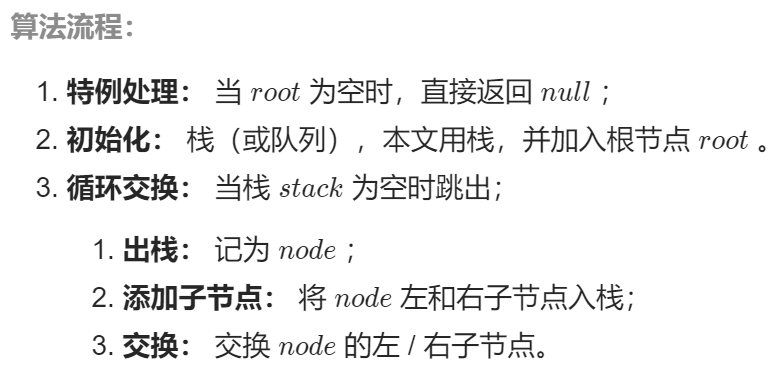 算法流程：
1. 特例处理： 当 root 为空时，直接返回 null ；
2. 初始化： 栈（或队列），本文用栈，并加入根节点 root 。
3. 循环交换： 当栈 stack 为空时跳出；
1. 出栈： 记为 node ；
2. 添加子节点： 将 node 左和右子节点入栈；
3. 交换： 交换 node 的左 / 右子节点。